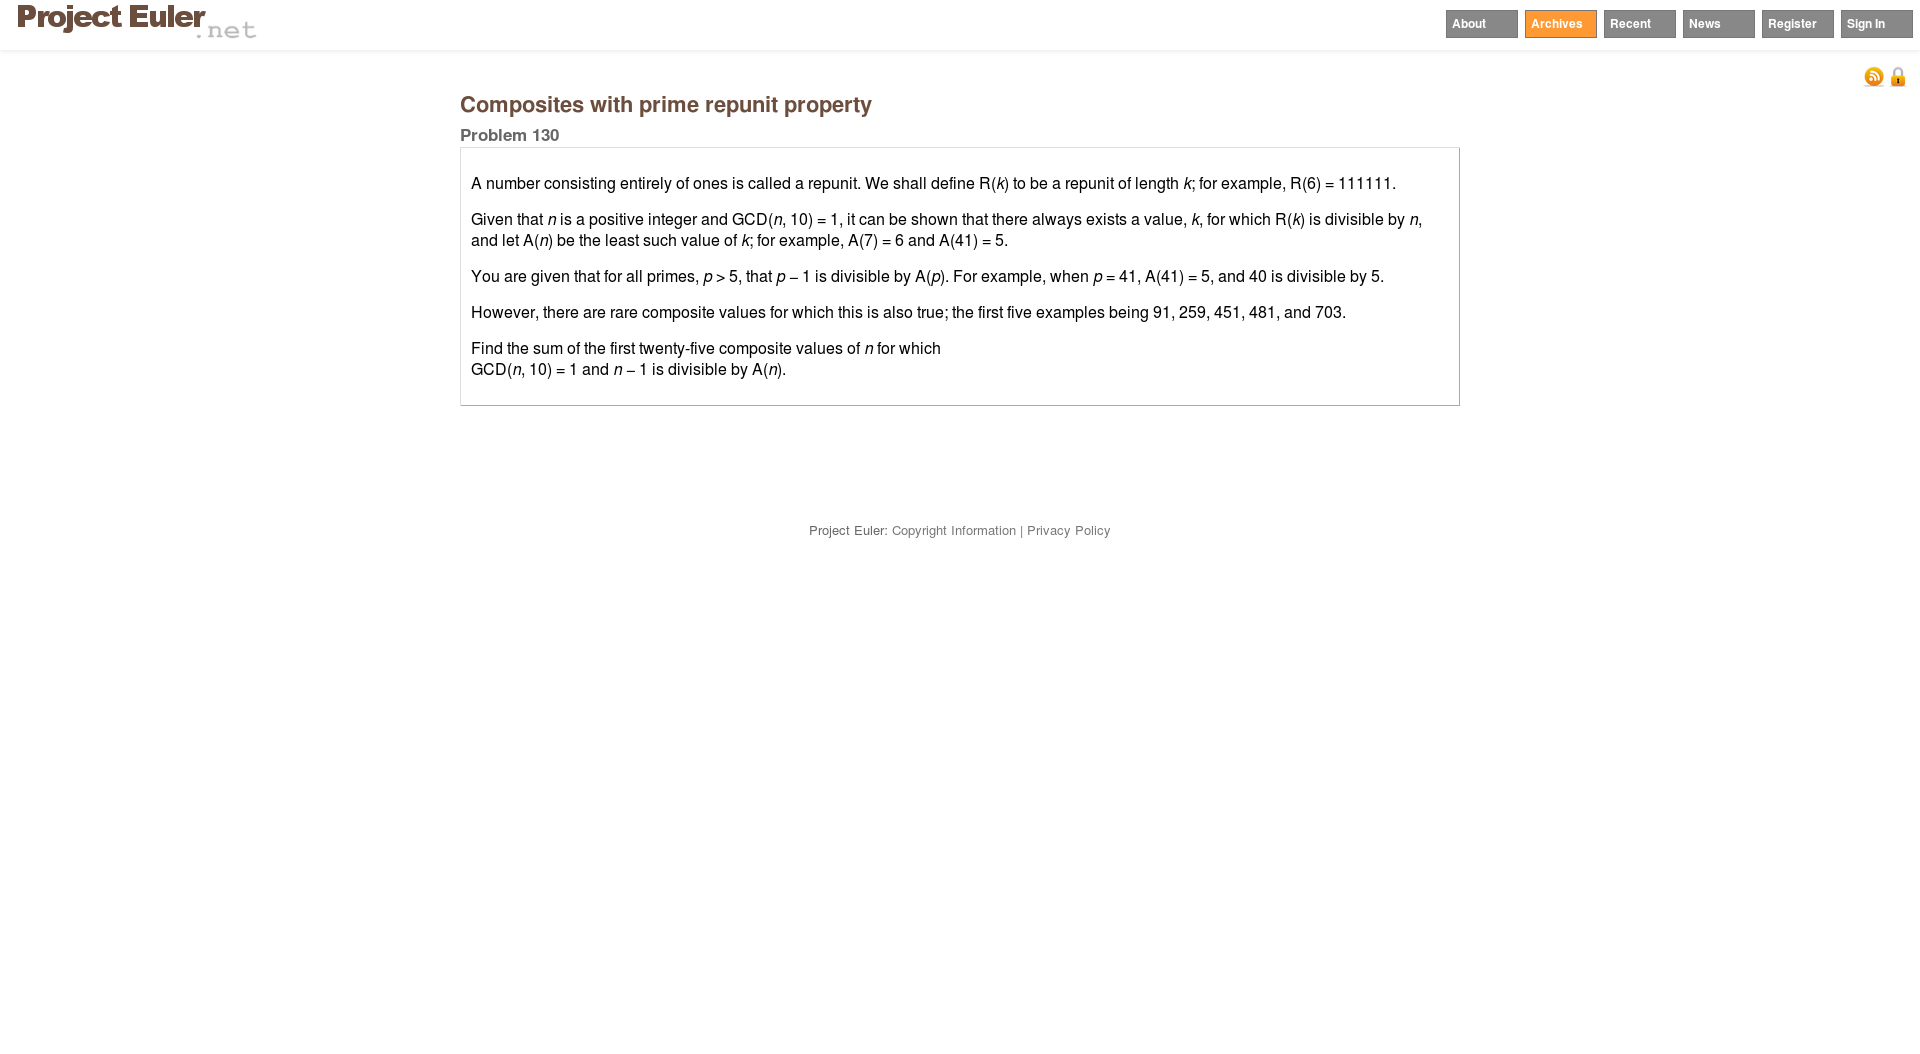 Project Euler.net
About Archives Recent News Register Sign In
Composites with prime repunit property
Problem 130
A number consisting entirely of ones is called a repunit. We shall define R(k) to be a repunit of length k; for example, R(6) = 111111.
Given that n is a positive integer and GCD(n, 10) = 1, it can be shown that there always exists a value, k, for which R(k) is divisible by n,
and let A(n) be the least such value of k; for example, A(7) = 6 and A(41) = 5.
You are given that for all primes, p > 5, that p − 1 is divisible by A(p). For example, when p = 41, A(41) = 5, and 40 is divisible by 5.
However, there are rare composite values for which this is also true; the first five examples being 91, 259, 451, 481, and 703.
Find the sum of the first twenty-five composite values of n for which
GCD(n, 10) = 1 and n − 1 is divisible by A(n).
Project Euler: Copyright Information | Privacy Policy